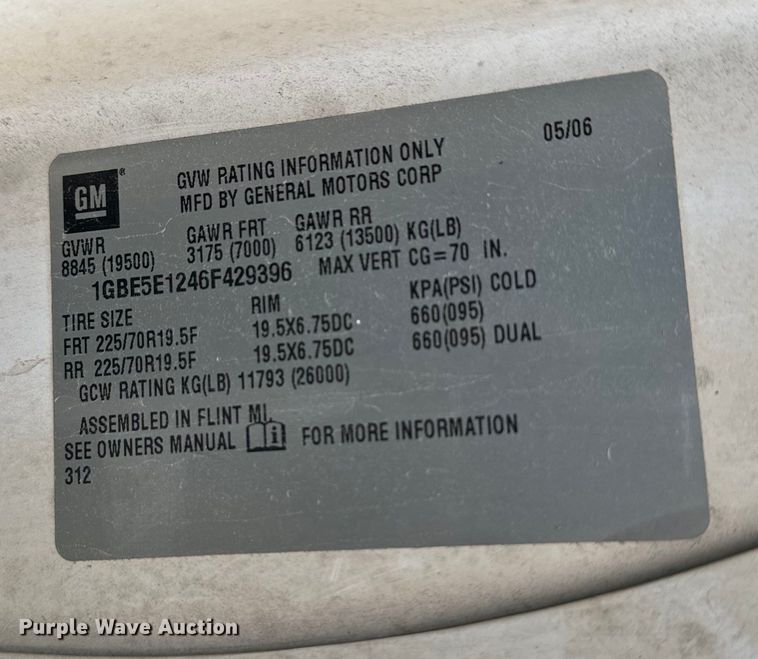 05/06
GM ®
GVW RATING INFORMATION ONLY
MFD BY GENERAL MOTORS CORP
GVWR GAWR FRT GAWR RR
8845 (19500) 3175 (7000) 6123 (13500) KG(LB)
1GBE5E1246F429396 MAX VERT CG=70 IN.
TIRE SIZE RIM KPA(PSI) COLD
FRT 225/70R19.5F 19.5X6.75DC 660(095)
RR 225/70R19.5F 19.5X6.75DC 660(095) DUAL
GCW RATING KG(LB) 11793 (26000)
ASSEMBLED IN FLINT MI.
SEE OWNERS MANUAL i FOR MORE INFORMATION
312
Purple Wave Auction